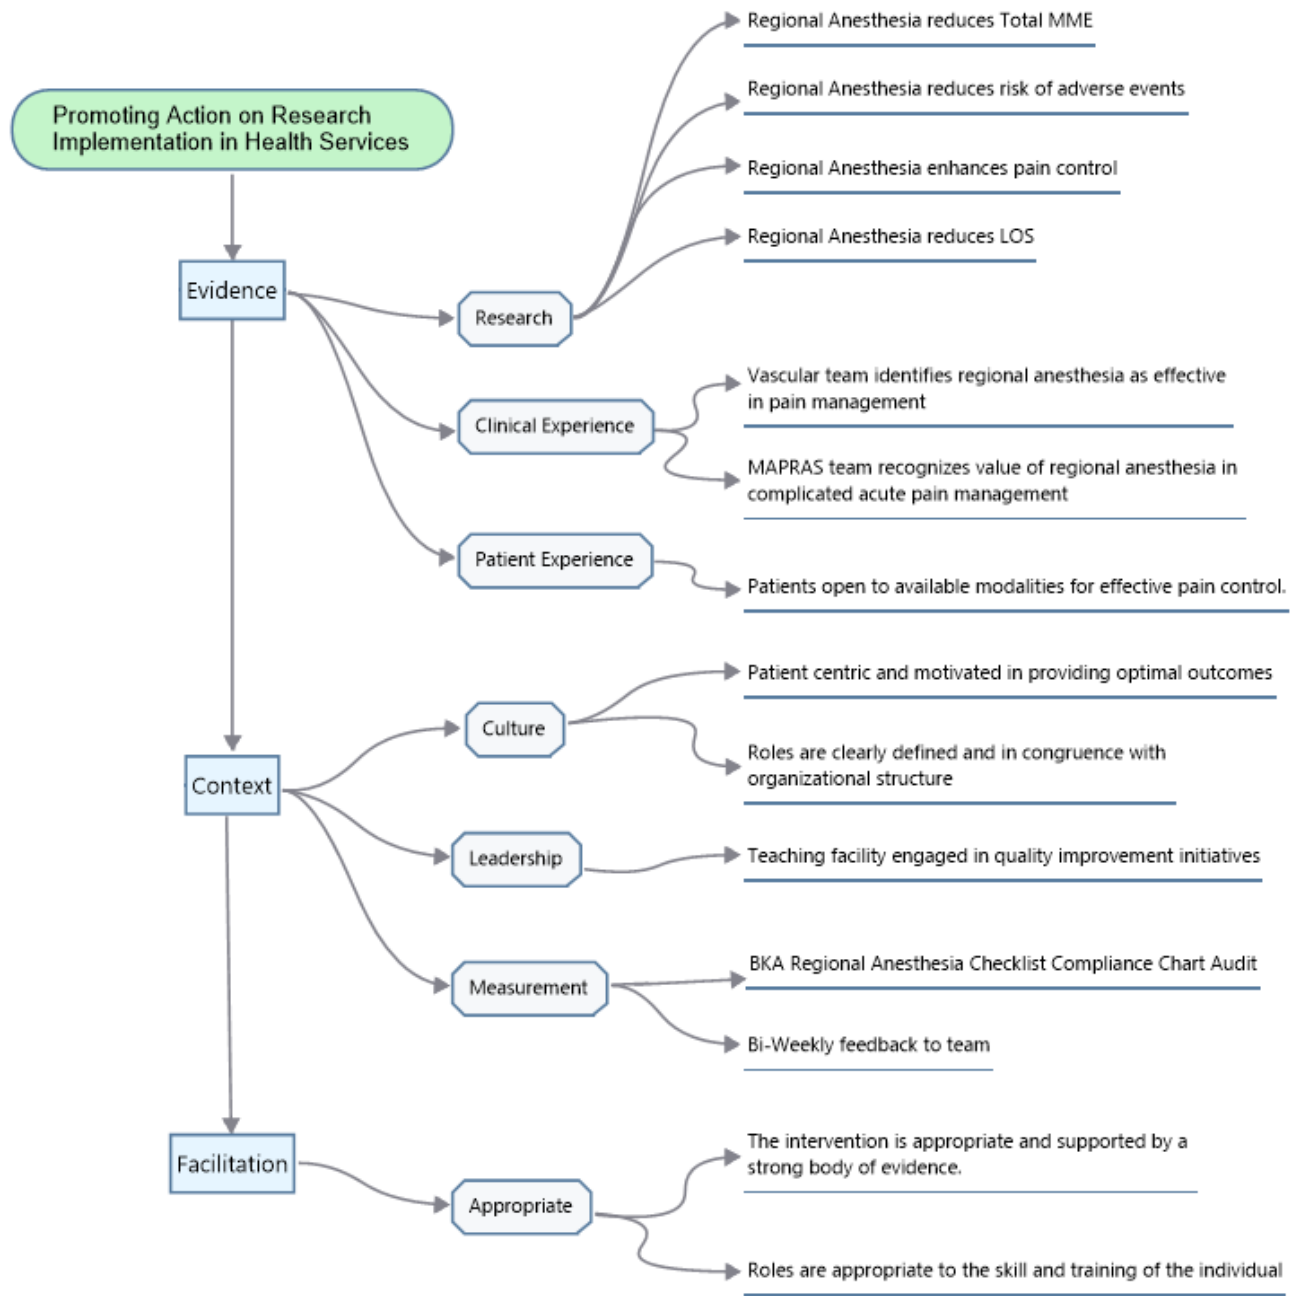 Promoting Action on Research
Implementation in Health Services
Evidence
Research
Regional Anesthesia reduces Total MME
Regional Anesthesia reduces risk of adverse events
Regional Anesthesia enhances pain control
Regional Anesthesia reduces LOS
Clinical Experience
Vascular team identifies regional anesthesia as effective
in pain management
MAPRAS team recognizes value of regional anesthesia in
complicated acute pain management
Patient Experience
Patients open to available modalities for effective pain control.
Context
Culture
Patient centric and motivated in providing optimal outcomes
Roles are clearly defined and in congruence with
organizational structure
Leadership
Teaching facility engaged in quality improvement initiatives
Measurement
BKA Regional Anesthesia Checklist Compliance Chart Audit
Bi-Weekly feedback to team
Facilitation
Appropriate
The intervention is appropriate and supported by a
strong body of evidence.
Roles are appropriate to the skill and training of the individual